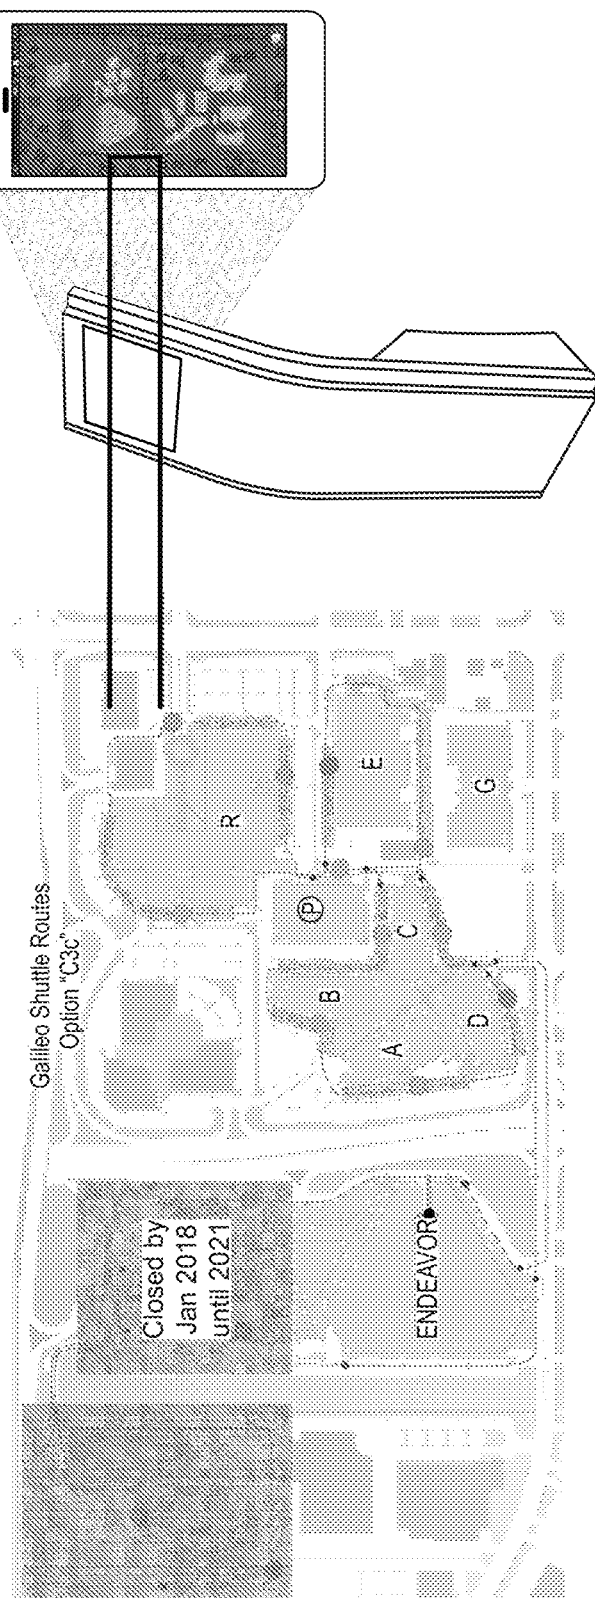 Galileo Shuttle Routes
Option "C3c"
Closed by
Jan 2018
until 2021
ENDEAVOR
A
B
C
D
P
R
E
G